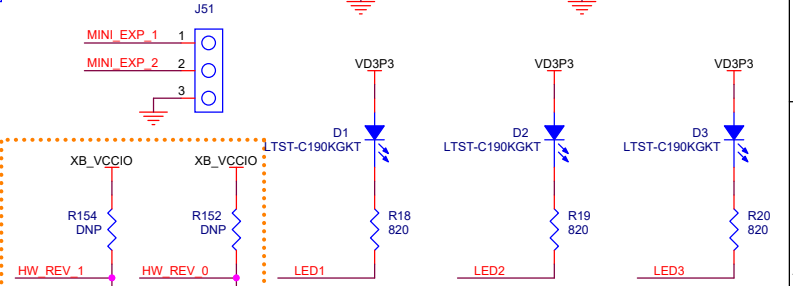 J51
MINI_EXP_1 1
MINI_EXP_2 2
3
VD3P3
VD3P3
VD3P3
D1
LTST-C190KGKT
D2
LTST-C190KGKT
D3
LTST-C190KGKT
XB_VCCIO
XB_VCCIO
R154
DNP
R152
DNP
R18
820
R19
820
R20
820
HW_REV_1
HW_REV_0
LED1
LED2
LED3